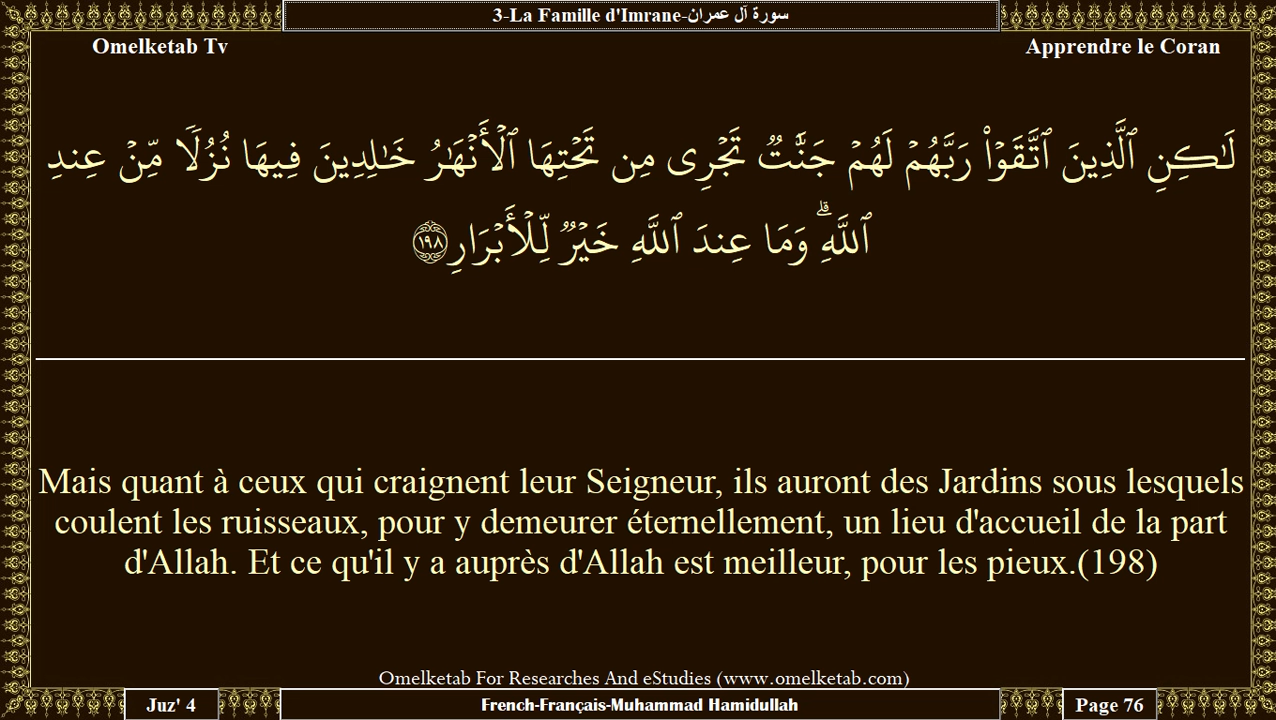 3-La Famille d'Imrane-سورة آل عمران
Omelketab Tv
Apprendre le Coran
لَٰكِنِ ٱلَّذِينَ ٱتَّقَوْا۟ رَبَّهُمْ لَهُمْ جَنَّٰتٌ تَجْرِى مِن تَحْتِهَا ٱلْأَنْهَٰرُ خَٰلِدِينَ فِيهَا نُزُلًا مِّنْ عِندِ
ٱللَّهِ ۗ وَمَا عِندَ ٱللَّهِ خَيْرٌ لِّلْأَبْرَارِ ١٩٨
Mais quant à ceux qui craignent leur Seigneur, ils auront des Jardins sous lesquels
coulent les ruisseaux, pour y demeurer éternellement, un lieu d'accueil de la part
d'Allah. Et ce qu'il y a auprès d'Allah est meilleur, pour les pieux.(198)
Omelketab For Researches And eStudies (www.omelketab.com)
Juz' 4
French-Français-Muhammad Hamidullah
Page 76